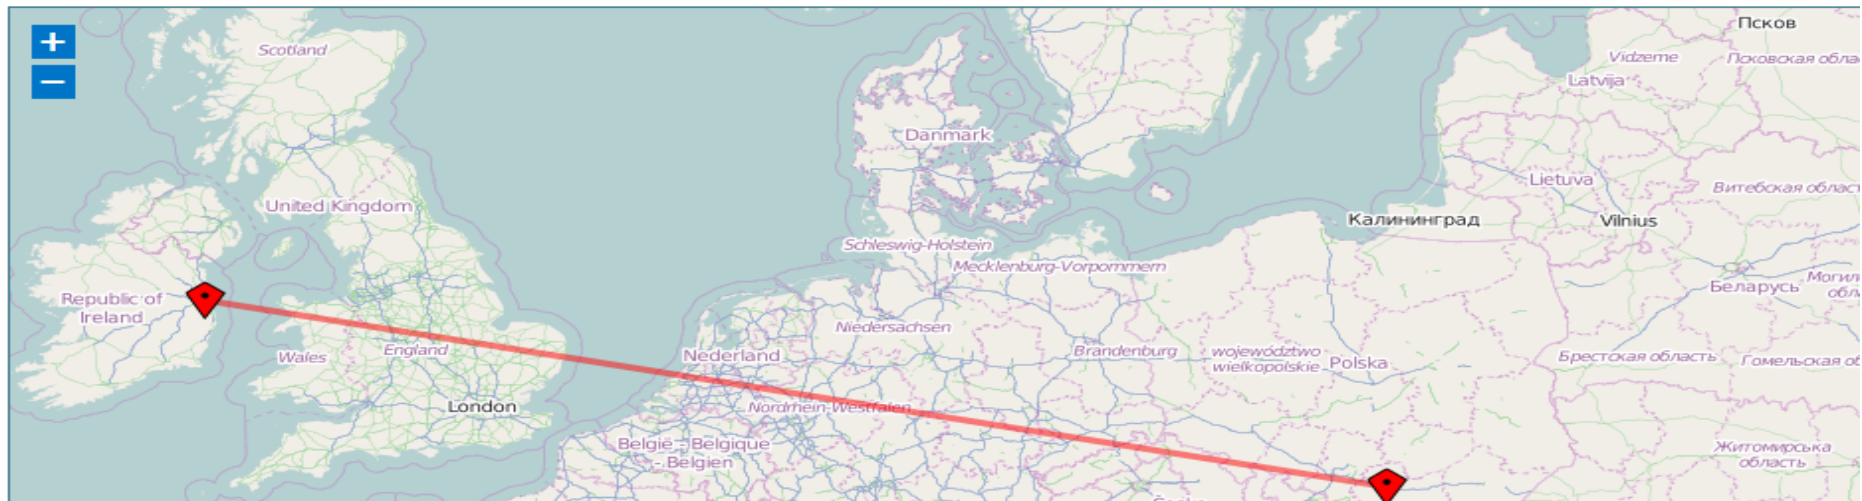 +
−
Scotland
Псков
Vidzeme
Псковская обла
Latvija
Danmark
Lietuva
Витебская област
United Kingdom
Калининград
Vilnius
Schleswig-Holstein
Mecklenburg-Vorpommern
Могил
обл
Беларусь
Republic of
Ireland
Niedersachsen
Wales
England
Nederland
Brandenburg
województwo
wielkopolskie
Polska
Брестская область
Гомельская об
London
Nordrhein-Westfalen
België - Belgique
- Belgien
Житомирська
область